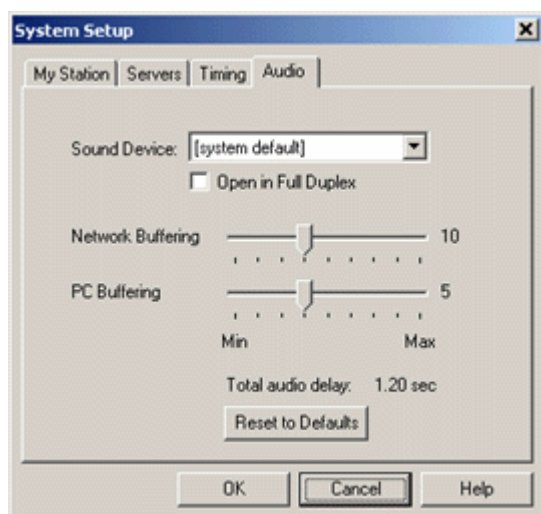 System Setup
My Station Servers Timing Audio
Sound Device: [system default]
Open in Full Duplex
Network Buffering 10
PC Buffering 5
Min Max
Total audio delay: 1.20 sec
Reset to Defaults
OK Cancel Help